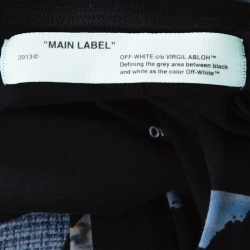 "MAIN LABEL"
2013©
OFF-WHITE c/o VIRGIL ABLOH™
Defining the grey area between black
and white as the color Off-White™